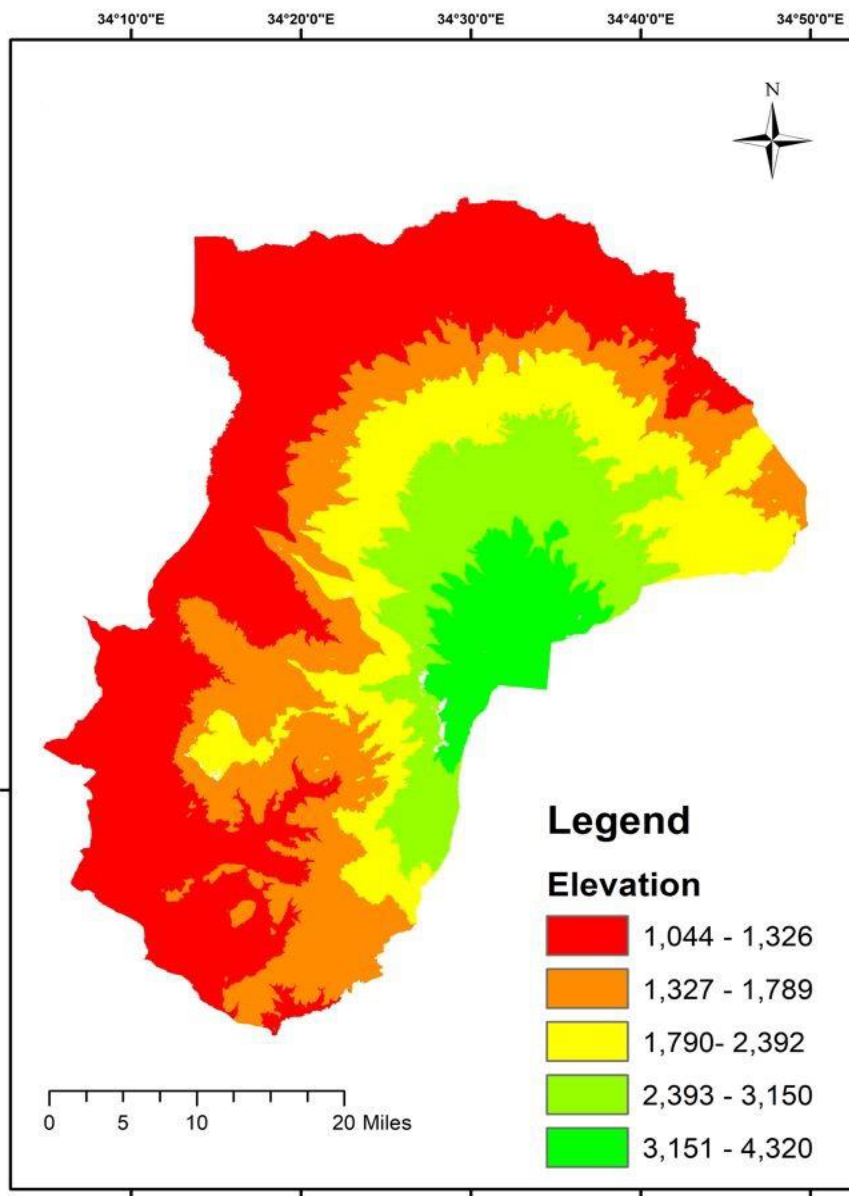 34°10'0"E 34°20'0"E 34°30'0"E 34°40'0"E 34°50'0"E
N
Legend
Elevation
1,044 - 1,326
1,327 - 1,789
1,790- 2,392
2,393 - 3,150
3,151 - 4,320
0 5 10 20 Miles